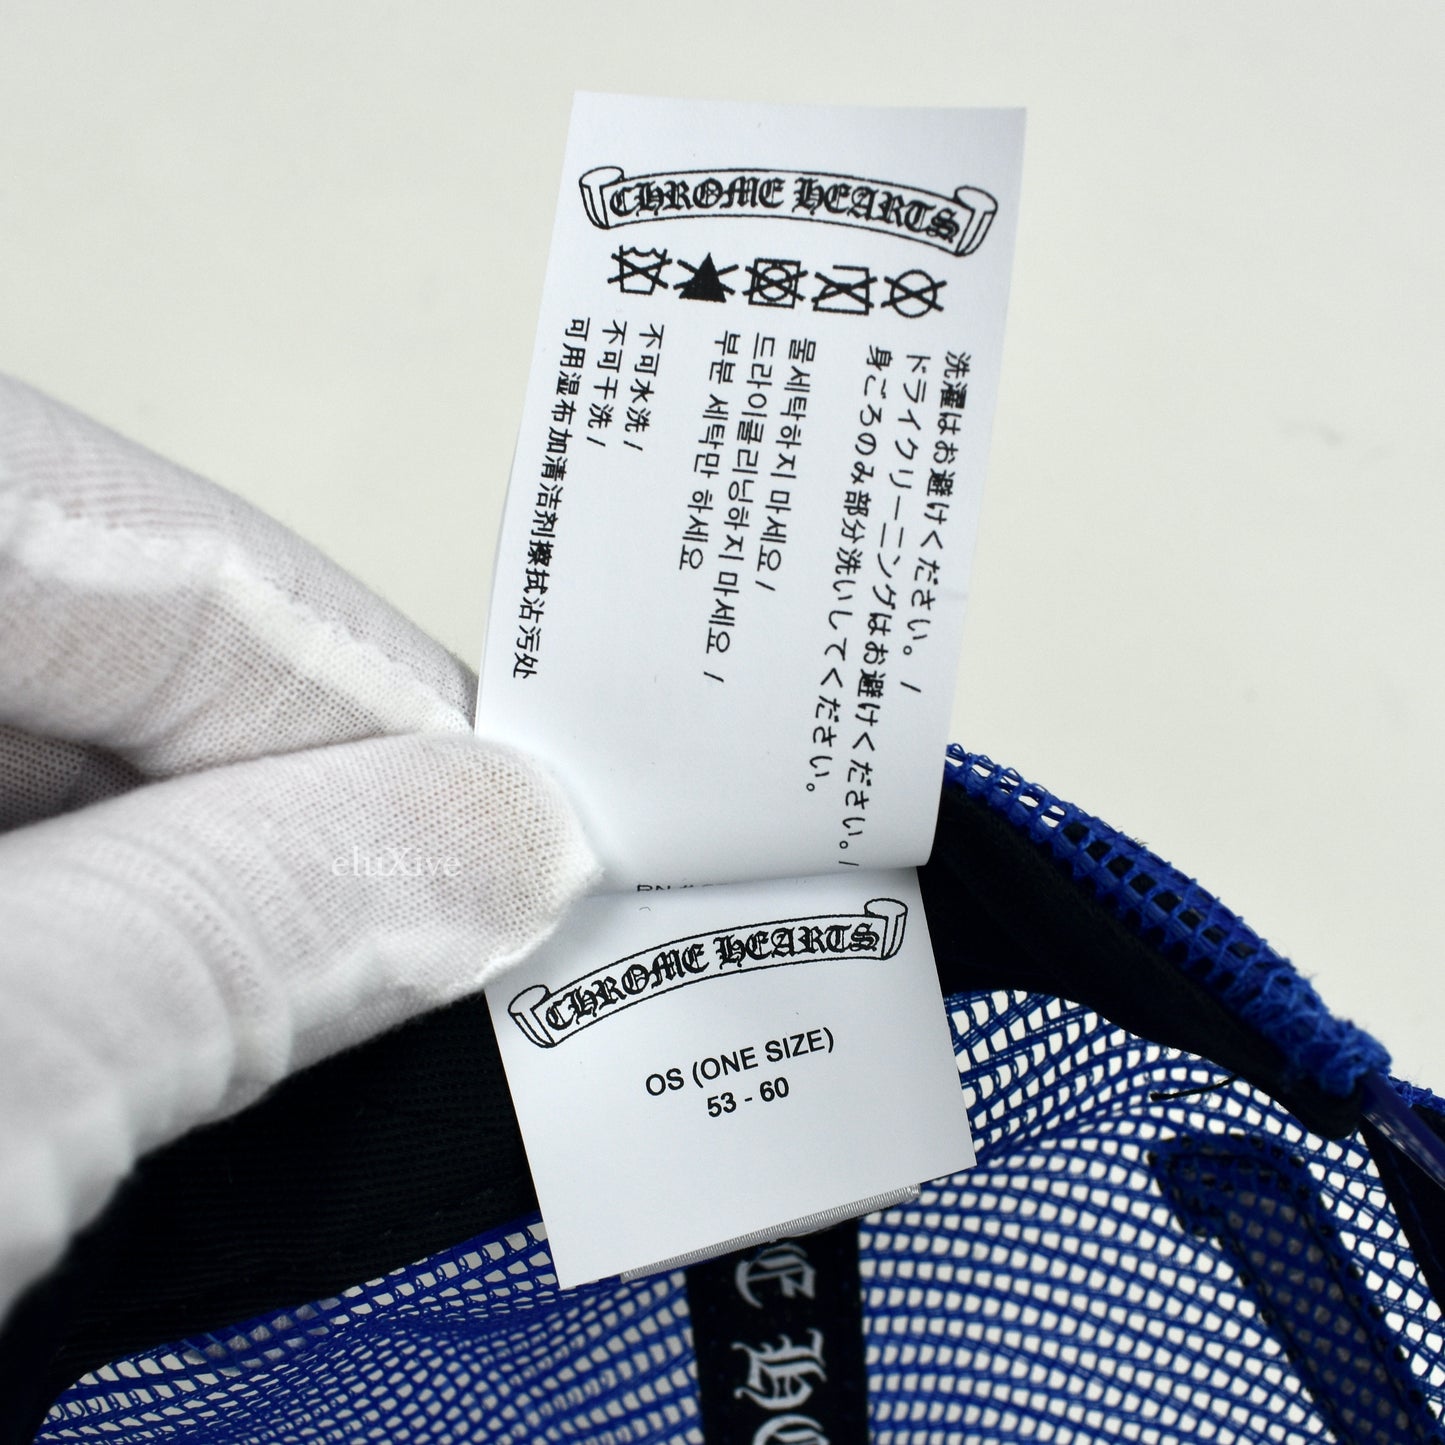 CHROME HEARTS
洗濯はお避けください。/
ドライクリーニングはお避けください。/
身ごろのみ部分洗いしてください。
물세탁하지 마세요 /
드라이클리닝하지 마세요 /
부분 세탁만 하세요
不可水洗 /
不可干洗 /
可用湿布加清洁剂擦拭沾污处
eluXive
CHROME HEARTS
OS (ONE SIZE)
53 - 60